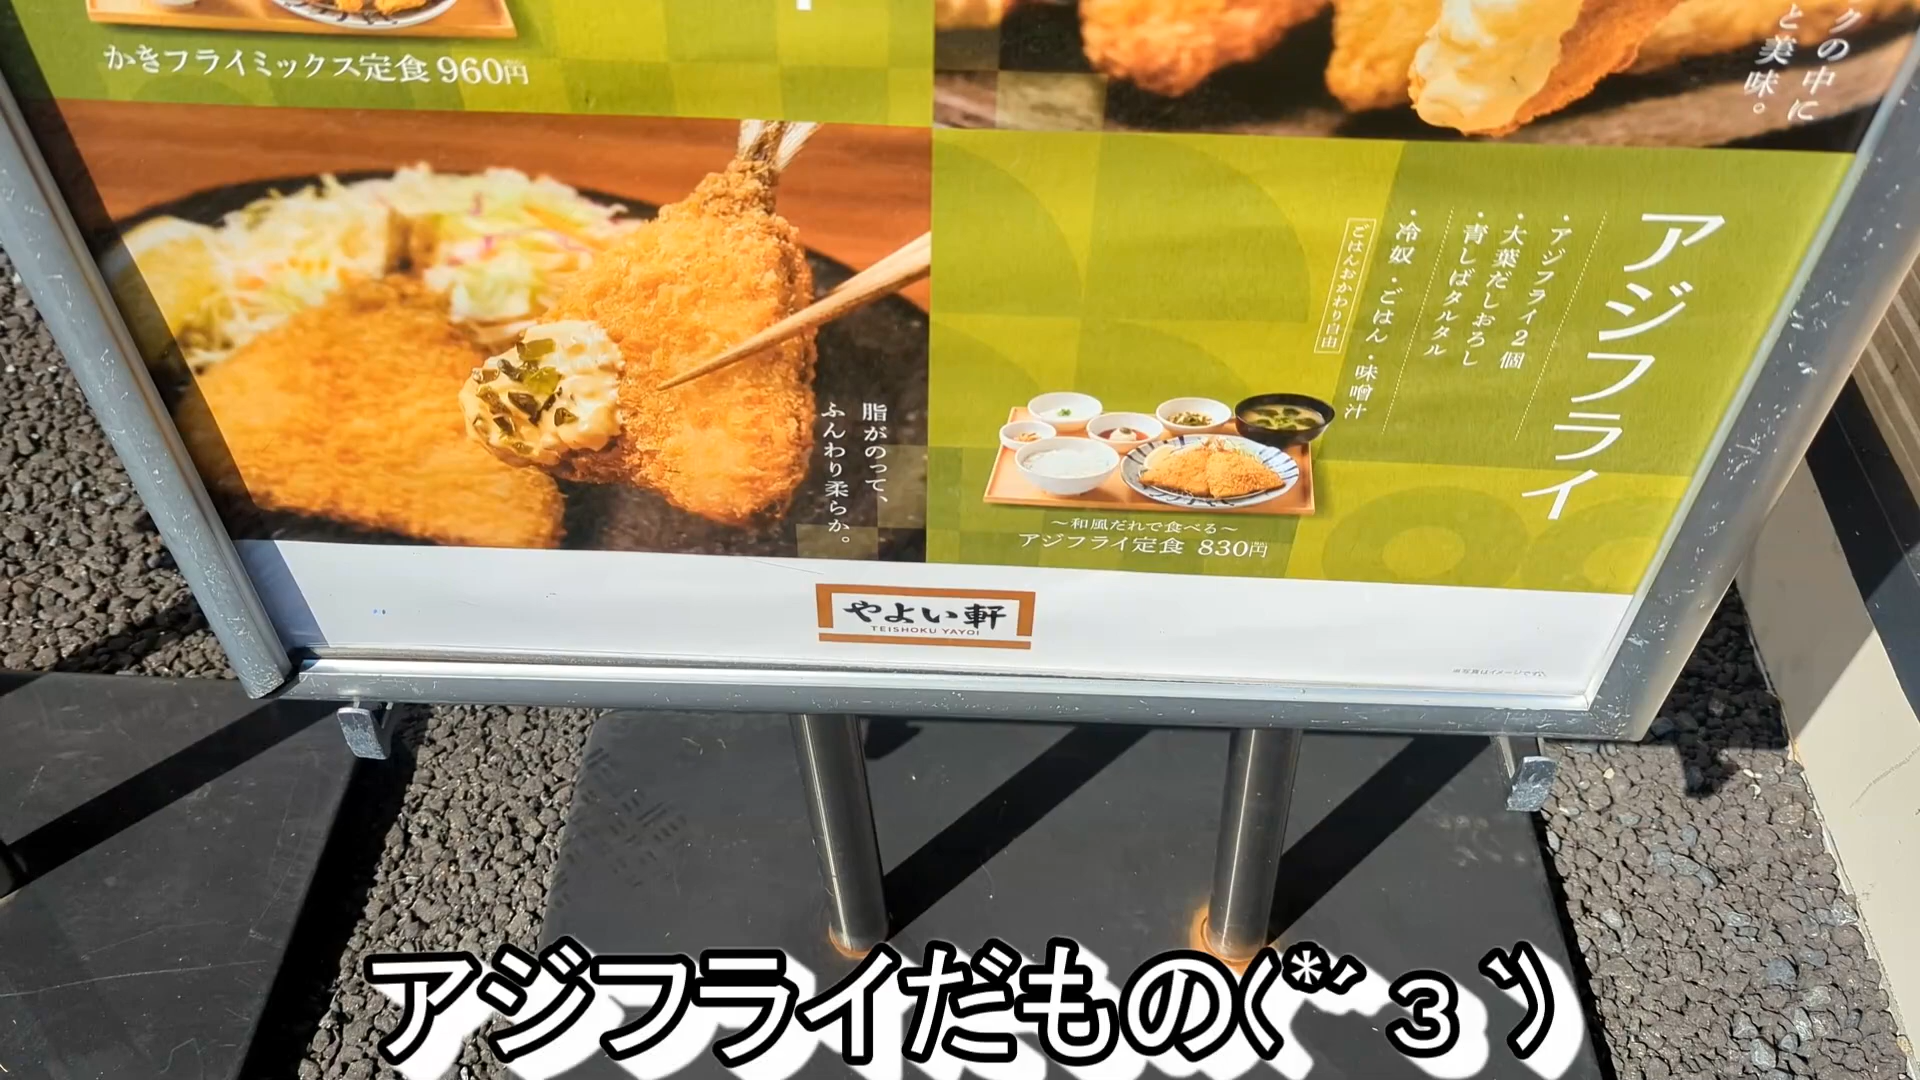 かきフライミックス定食 960円
クの中に
と美味。
脂がのって、
ふんわり柔らか。
アジフライ
・アジフライ2個
・大葉だしおろし
・青しばタルタル
・冷奴 ・ごはん ・味噌汁
ごはんおかわり自由
〜和風だれで食べる〜
アジフライ定食 830円
やよい軒
TEISHOKU YAYOI
アジフライだもの(*´з`)